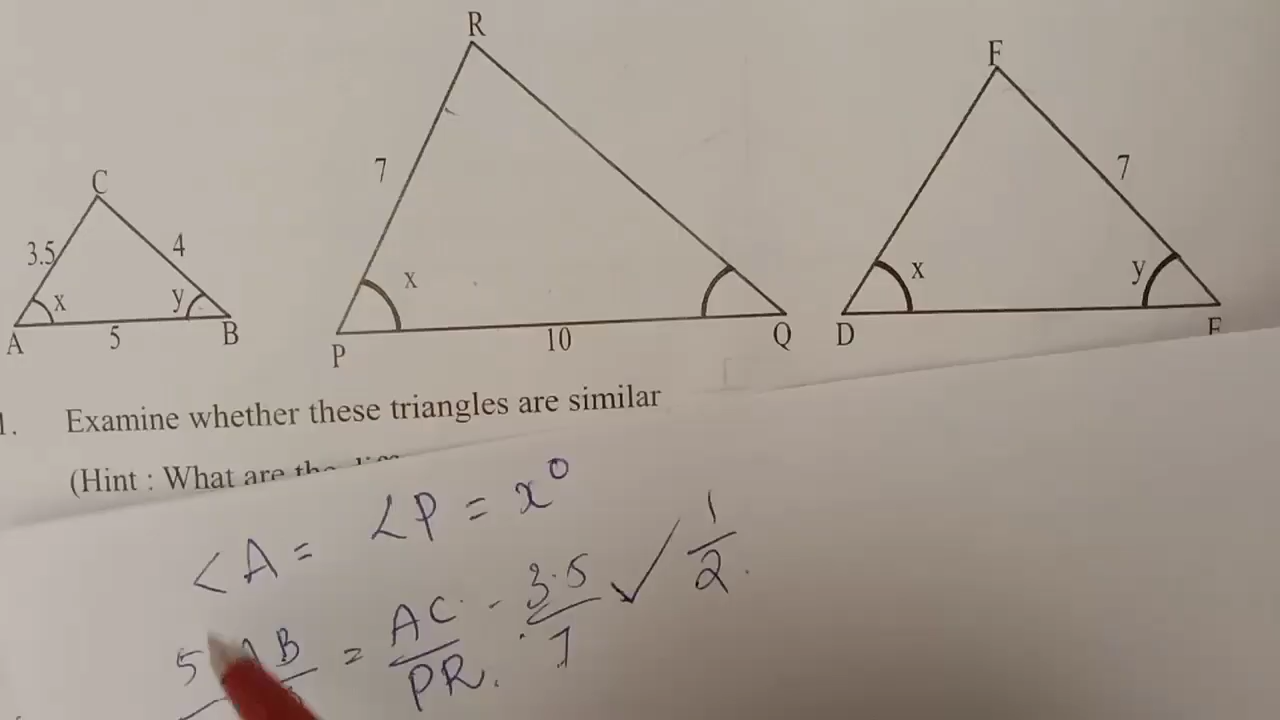 R
F
7
7
C
3.5
4
x
y
x
x
y
A
5
B
P
10
Q
D
1. Examine whether these triangles are similar
(Hint : What are the
<A = <P = x°
5 B = AC/PR. - 3.5/7 ✓ 1/2.